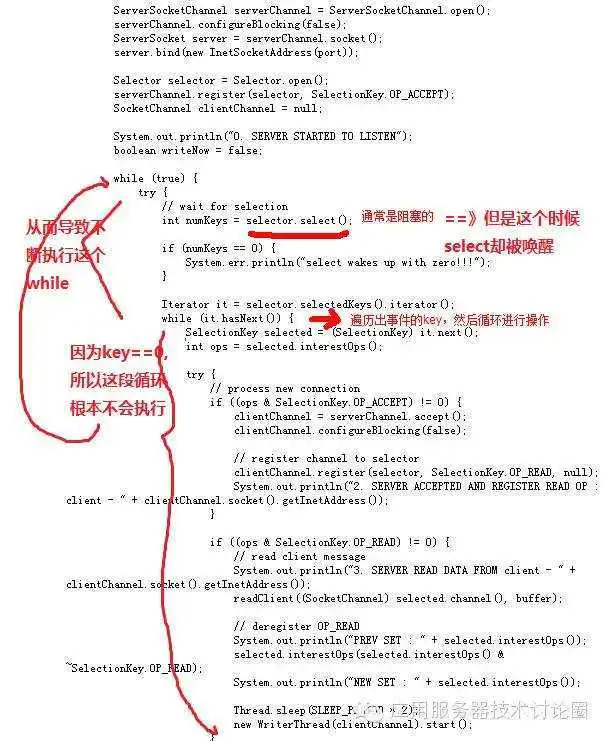 ServerSocketChannel serverChannel = ServerSocketChannel.open();
serverChannel.configureBlocking(false);
ServerSocket server = serverChannel.socket();
server.bind(new InetSocketAddress(port));
Selector selector = Selector.open();
serverChannel.register(selector, SelectionKey.OP_ACCEPT);
SocketChannel clientChannel = null;
System.out.println("0. SERVER STARTED TO LISTEN");
boolean writeNow = false;
while (true) {
try {
// wait for selection
int numKeys = selector.select(); 通常是阻塞的 ==》但是这个时候
select却被唤醒
从而导致不
断执行这个
while
if (numKeys == 0) {
System.err.println("select wakes up with zero!!!");
}
Iterator it = selector.selectedKeys().iterator();
while (it.hasNext()) { 遍历出事件的key，然后循环进行操作
SelectionKey selected = (SelectionKey) it.next();
int ops = selected.interestOps();
因为key==0,
所以这段循环
根本不会执行
try {
// process new connection
if ((ops & SelectionKey.OP_ACCEPT) != 0) {
clientChannel = serverChannel.accept();
clientChannel.configureBlocking(false);
// register channel to selector
clientChannel.register(selector, SelectionKey.OP_READ, null);
System.out.println("2. SERVER ACCEPTED AND REGISTER READ OP :
client - " + clientChannel.socket().getInetAddress());
}
if ((ops & SelectionKey.OP_READ) != 0) {
// read client message
System.out.println("3. SERVER READ DATA FROM client - " +
clientChannel.socket().getInetAddress());
readClient((SocketChannel) selected.channel(), buffer);
// deregister OP_READ
System.out.println("PREV SET : " + selected.interestOps());
selected.interestOps(selected.interestOps() &
~SelectionKey.OP_READ);
System.out.println("NEW SET : " + selected.interestOps());
Thread.sleep(SLEEP_P * 2);
new WriterThread(clientChannel).start();
}
应用服务器技术讨论圈